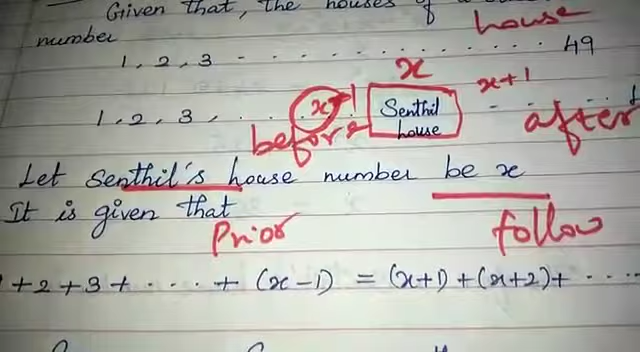 Given that, the houses of a
house
number
1, 2, 3 - - - . . . . . . . . . . . 49
x
x+1
1, 2, 3, . . . . x-1 . Senthil - - . . .
before house after
Let Senthil's house number be x
It is given that
Prior follow
+2+3+ . . . . + (x-1) = (x+1)+(x+2)+ . . . .